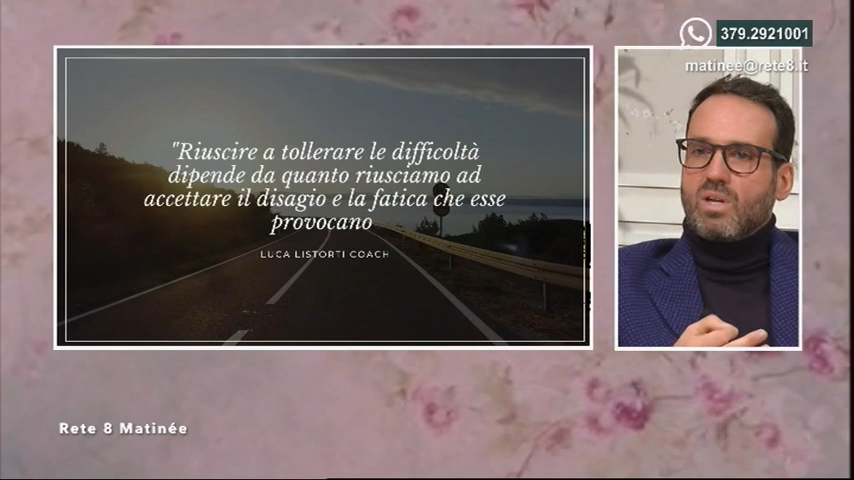 379.2921001
matinee@rete8.it
"Riuscire a tollerare le difficoltà
dipende da quanto riusciamo ad
accettare il disagio e la fatica che esse
provocano
LUCA LISTORTI COACH
Rete 8 Matinée